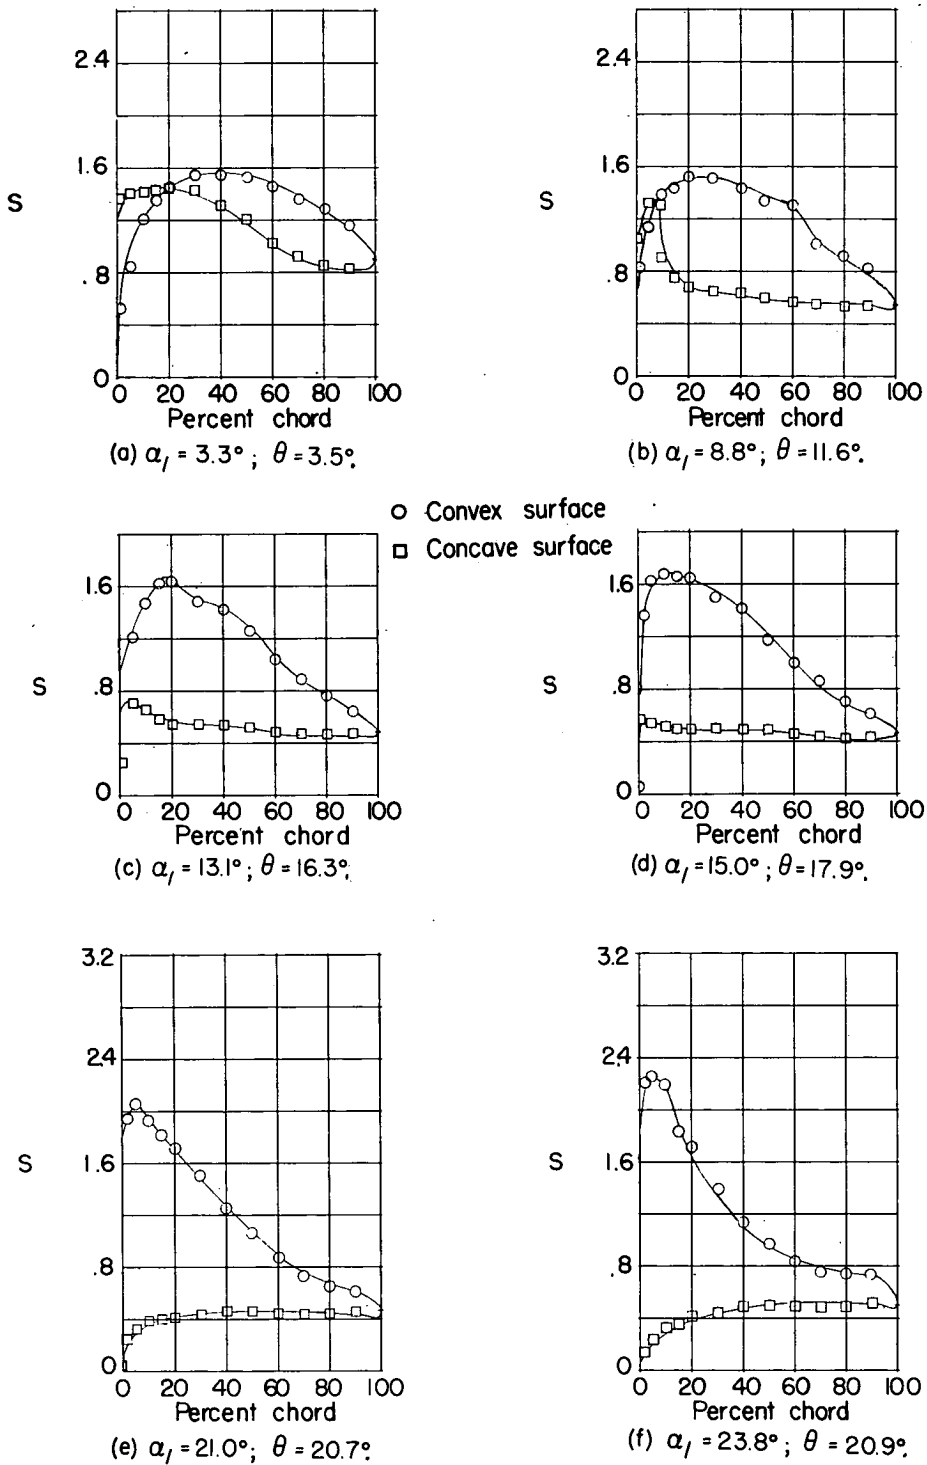 2.4
1.6
S
.8
0
0 20 40 60 80 100
Percent chord
(a) α₁ = 3.3°; θ = 3.5°.
2.4
1.6
S
.8
0
0 20 40 60 80 100
Percent chord
(b) α₁ = 8.8°; θ = 11.6°.
○ Convex surface
□ Concave surface
1.6
S
.8
0
0 20 40 60 80 100
Percent chord
(c) α₁ = 13.1°; θ = 16.3°.
1.6
S
.8
0
0 20 40 60 80 100
Percent chord
(d) α₁ = 15.0°; θ = 17.9°.
3.2
2.4
S
1.6
.8
0
0 20 40 60 80 100
Percent chord
(e) α₁ = 21.0°; θ = 20.7°.
3.2
2.4
S
1.6
.8
0
0 20 40 60 80 100
Percent chord
(f) α₁ = 23.8°; θ = 20.9°.